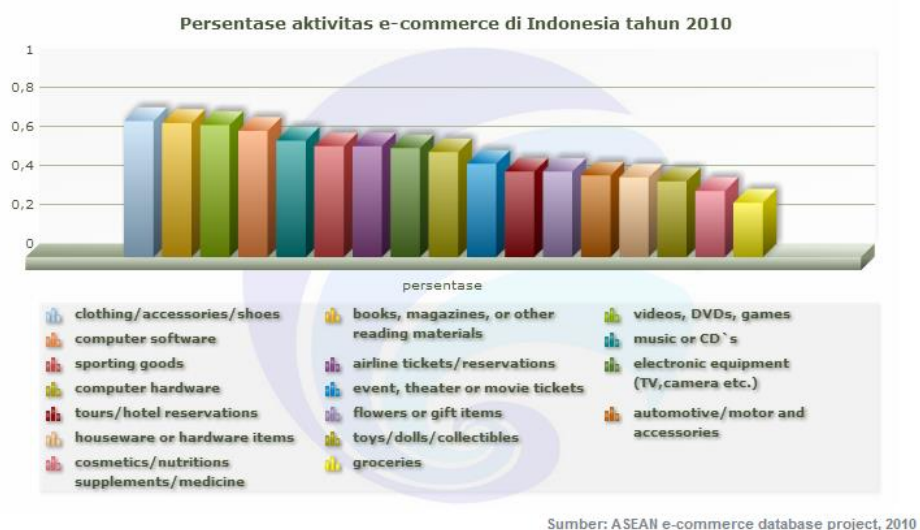 Persentase aktivitas e-commerce di Indonesia tahun 2010
1
0,8
0,6
0,4
0,2
0
persentase
clothing/accessories/shoes
books, magazines, or other
reading materials
videos, DVDs, games
computer software
music or CD`s
sporting goods
airline tickets/reservations
electronic equipment
(TV,camera etc.)
computer hardware
event, theater or movie tickets
tours/hotel reservations
flowers or gift items
automotive/motor and
accessories
houseware or hardware items
toys/dolls/collectibles
cosmetics/nutritions
supplements/medicine
groceries
Sumber: ASEAN e-commerce database project, 2010